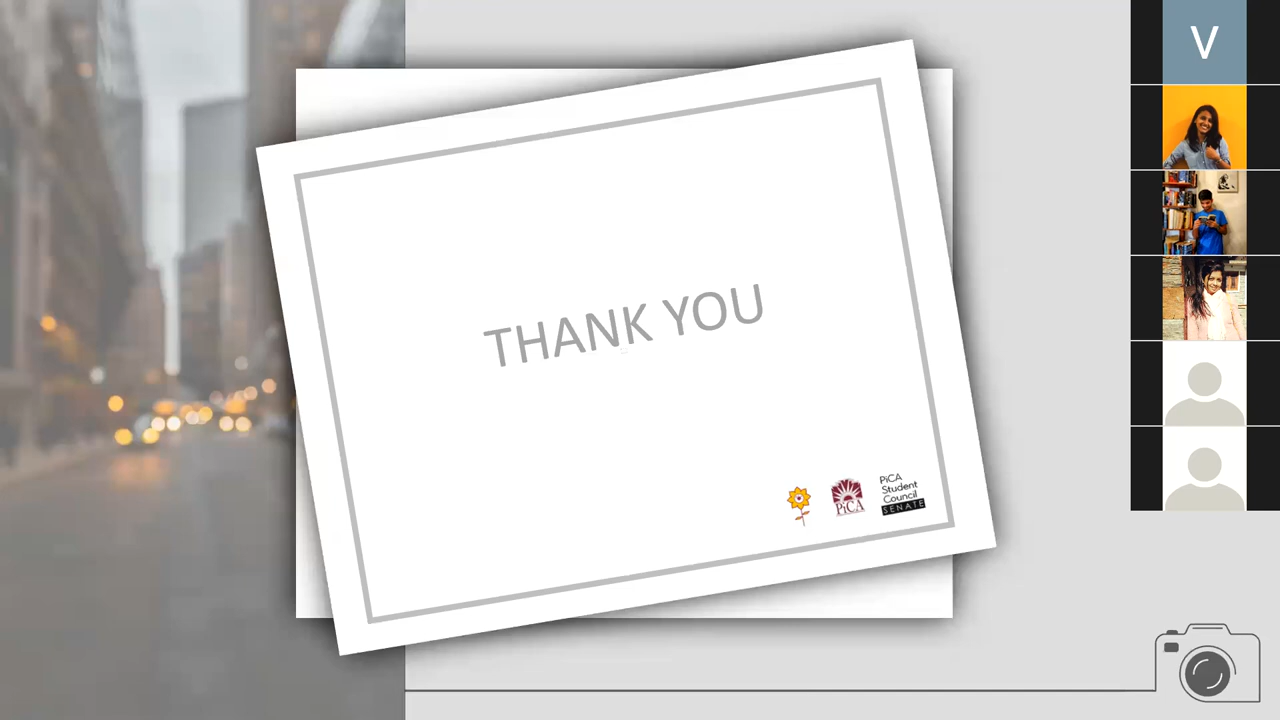 V
THANK YOU
PiCA
PiCA
Student
Council
SENATE